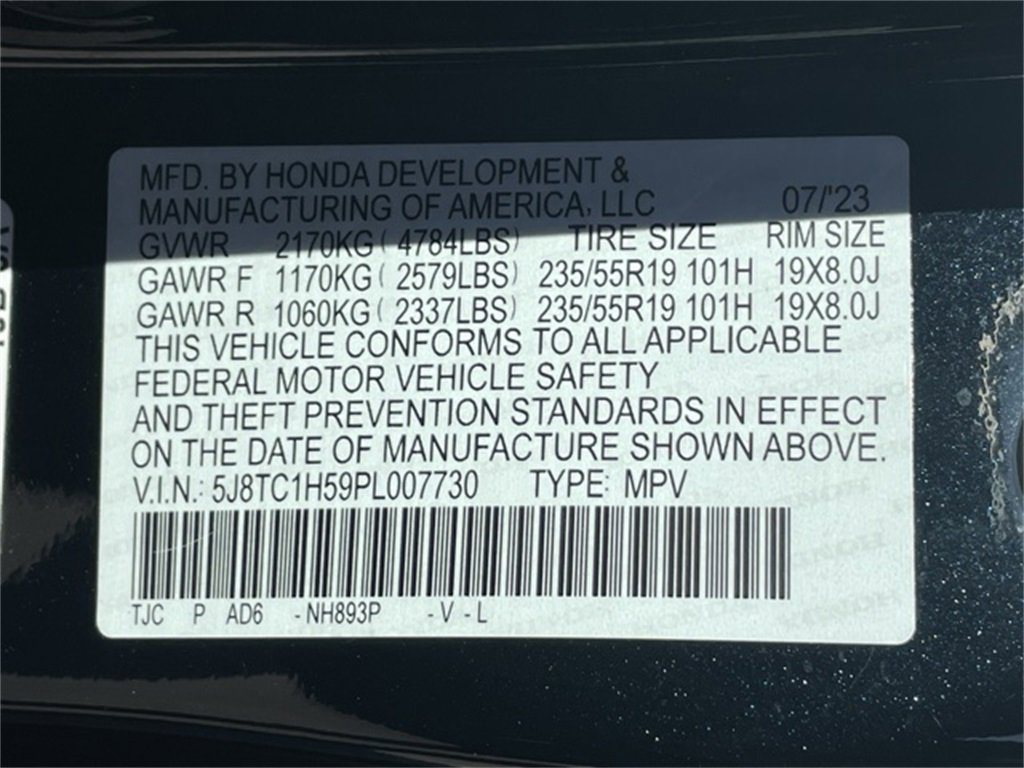 MFD. BY HONDA DEVELOPMENT &
MANUFACTURING OF AMERICA, LLC 07/'23
GVWR 2170KG ( 4784LBS) TIRE SIZE RIM SIZE
GAWR F 1170KG ( 2579LBS) 235/55R19 101H 19X8.0J
GAWR R 1060KG ( 2337LBS) 235/55R19 101H 19X8.0J
THIS VEHICLE CONFORMS TO ALL APPLICABLE
FEDERAL MOTOR VEHICLE SAFETY
AND THEFT PREVENTION STANDARDS IN EFFECT
ON THE DATE OF MANUFACTURE SHOWN ABOVE.
V.I.N.: 5J8TC1H59PL007730 TYPE: MPV
TJC P AD6 -NH893P -V-L